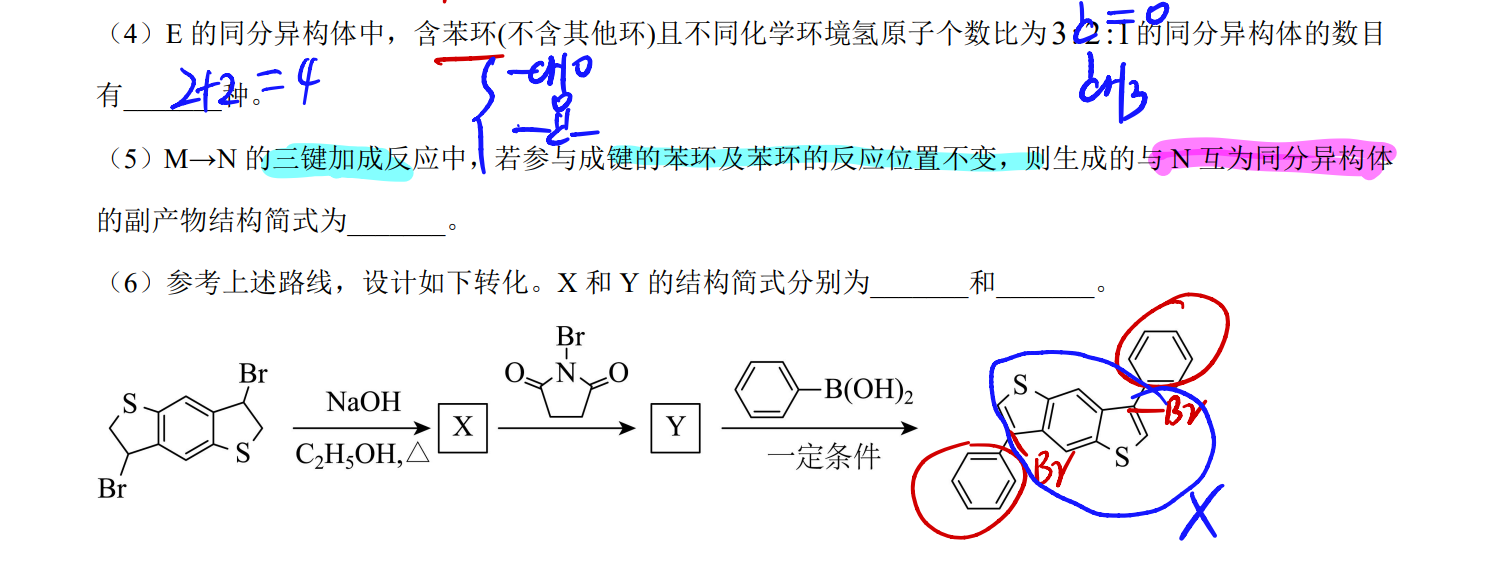 （4）E 的同分异构体中，含苯环(不含其他环)且不同化学环境氢原子个数比为 3:2:1 的同分异构体的数目
有_______种。
2+2=4
-CHO
O
C
C=O
CH3
（5）M→N 的三键加成反应中，若参与成键的苯环及苯环的反应位置不变，则生成的与 N 互为同分异构体
的副产物结构简式为_______。
（6）参考上述路线，设计如下转化。X 和 Y 的结构简式分别为_______和_______。
S
Br
S
Br
NaOH
C2H5OH,△
X
Br
O
N
O
Y
B(OH)2
一定条件
S
S
Br
Br
X